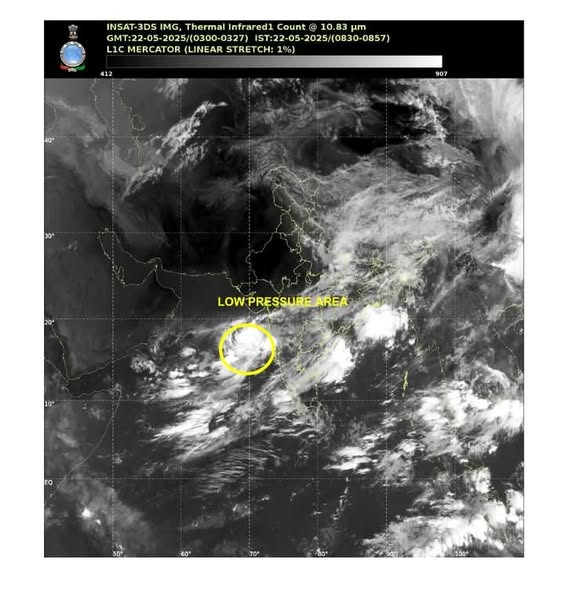 INSAT-3DS IMG, Thermal Infrared1 Count @ 10.83 μm
GMT:22-05-2025/(0300-0327) IST:22-05-2025/(0830-0857)
L1C MERCATOR (LINEAR STRETCH: 1%)
412 907
40°
30°
LOW PRESSURE AREA
20°
10°
EQ
50° 60° 70° 80° 90° 100°